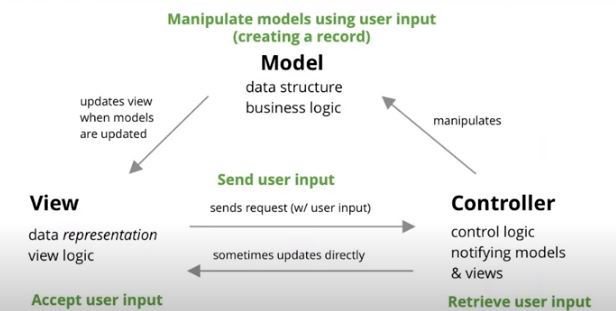 Manipulate models using user input
(creating a record)
Model
data structure
business logic
updates view
when models
are updated
manipulates
Send user input
View
sends request (w/ user input)
Controller
data representation
view logic
control logic
notifying models
& views
sometimes updates directly
Accept user input
Retrieve user input